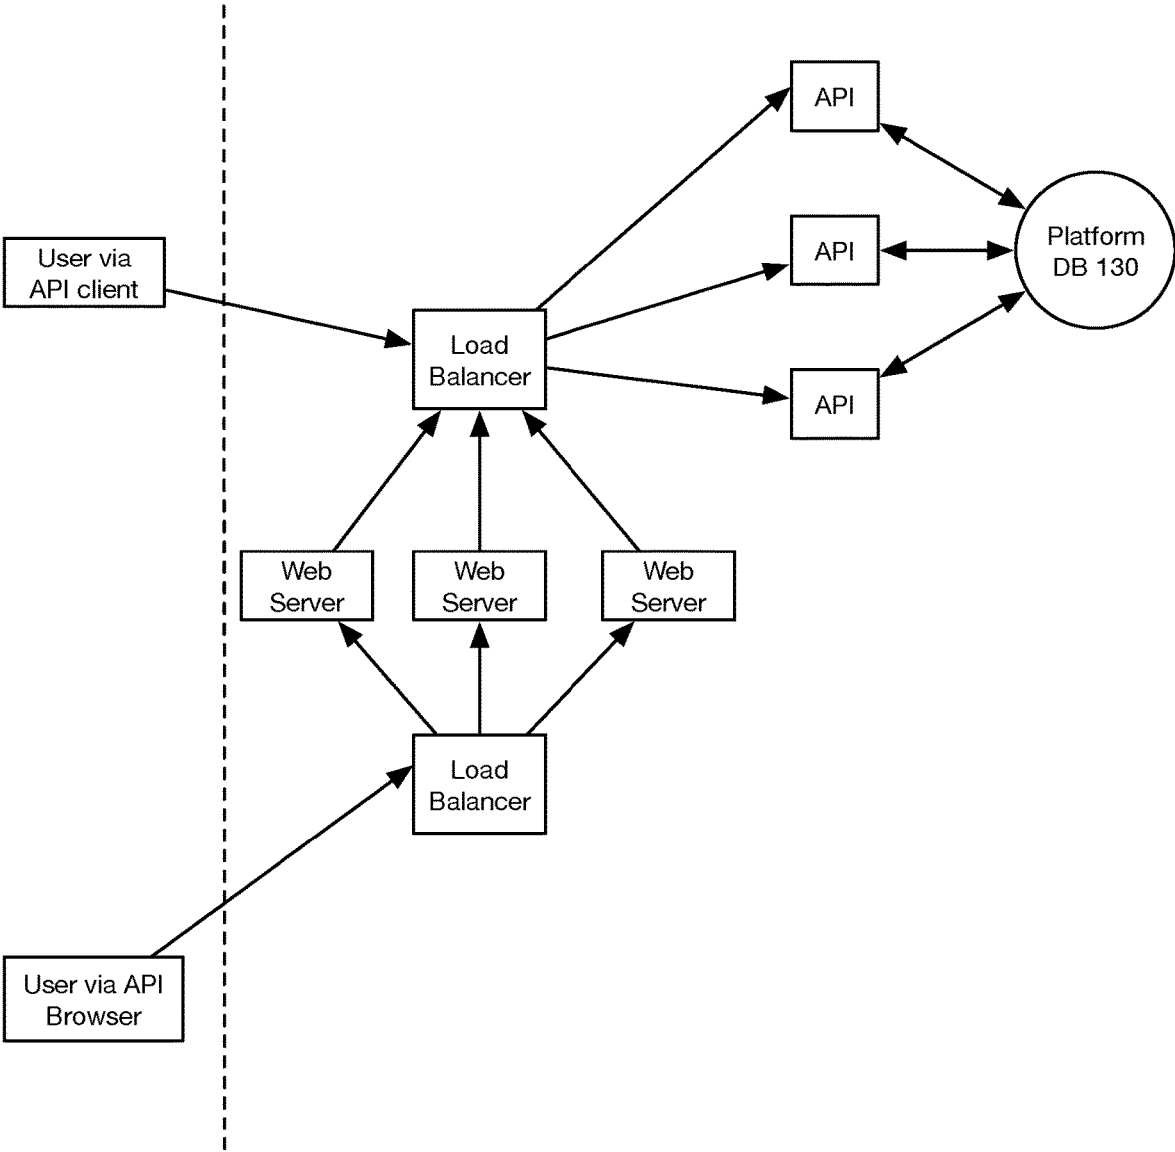 API
Platform
DB 130
API
User via
API client
Load
Balancer
API
Web
Server
Web
Server
Web
Server
Load
Balancer
User via API
Browser